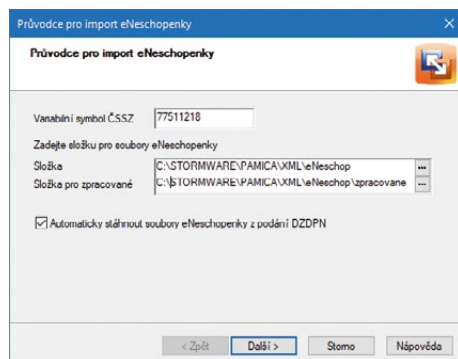 Průvodce pro import eNeschopenky
Průvodce pro import eNeschopenky
Variabilní symbol ČSSZ 77511218
Zadejte složku pro soubory eNeschopenky
Složka C:\STORMWARE\PAMICA\XML\eNeschop ...
Složka pro zpracované C:\STORMWARE\PAMICA\XML\eNeschop\zpracovane ...
Automaticky stáhnout soubory eNeschopenky z podání DZDPN
< Zpět Další > Storno Nápověda